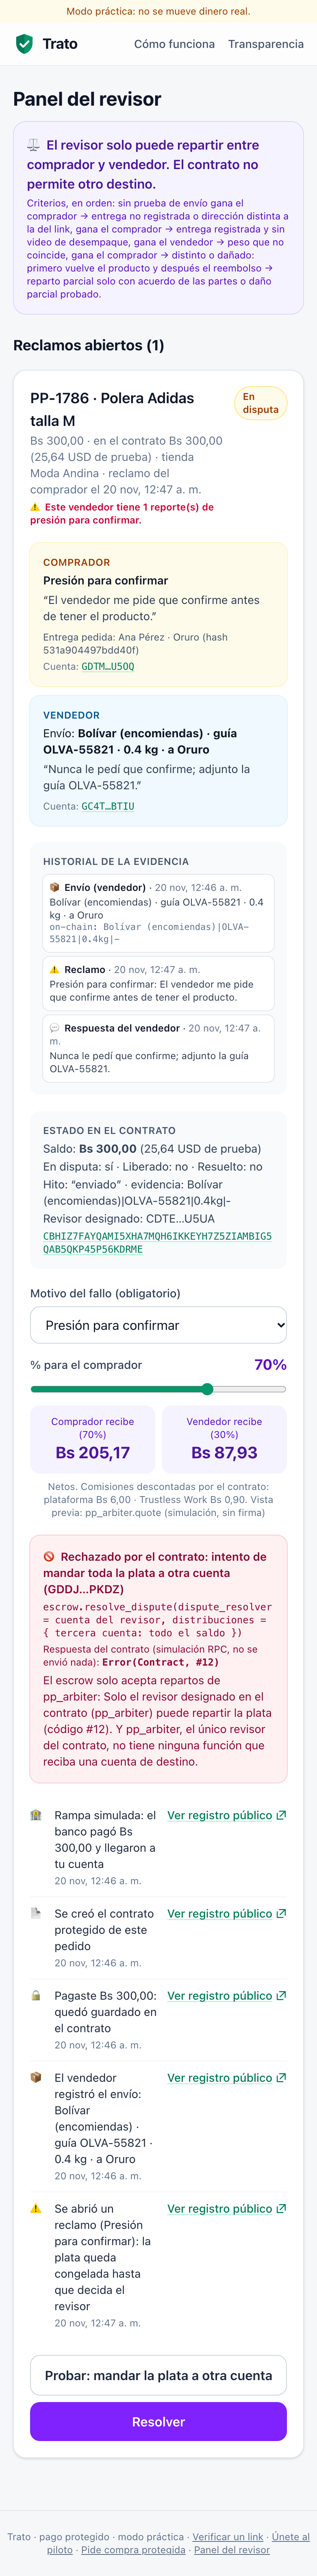 Modo práctica: no se mueve dinero real.
Trato
Cómo funciona
Transparencia
Panel del revisor
El revisor solo puede repartir entre
comprador y vendedor. El contrato no
permite otro destino.
Criterios, en orden: sin prueba de envío gana el
comprador → entrega no registrada o dirección distinta a
la del link, gana el comprador → entrega registrada y sin
video de desempaque, gana el vendedor → peso que no
coincide, gana el comprador → distinto o dañado:
primero vuelve el producto y después el reembolso →
reparto parcial solo con acuerdo de las partes o daño
parcial probado.
Reclamos abiertos (1)
PP-1786 · Polera Adidas
talla M
En
disputa
Bs 300,00 · en el contrato Bs 300,00
(25,64 USD de prueba) · tienda
Moda Andina · reclamo del
comprador el 20 nov, 12:47 a. m.
Este vendedor tiene 1 reporte(s) de
presión para confirmar.
COMPRADOR
Presión para confirmar
“El vendedor me pide que confirme antes
de tener el producto.”
Entrega pedida: Ana Pérez · Oruro (hash
531a904497bdd40f)
Cuenta: GDTM…U5OQ
VENDEDOR
Envío: Bolívar (encomiendas) · guía
OLVA-55821 · 0.4 kg · a Oruro
“Nunca le pedí que confirme; adjunto la
guía OLVA-55821.”
Cuenta: GC4T…BTIU
HISTORIAL DE LA EVIDENCIA
Envío (vendedor) · 20 nov, 12:46 a. m.
Bolívar (encomiendas) · guía OLVA-55821 · 0.4
kg · a Oruro
on-chain: Bolívar (encomiendas)|OLVA-
55821|0.4kg|-
Reclamo · 20 nov, 12:47 a. m.
Presión para confirmar: El vendedor me pide
que confirme antes de tener el producto.
Respuesta del vendedor · 20 nov, 12:47 a.
m.
Nunca le pedí que confirme; adjunto la guía
OLVA-55821.
ESTADO EN EL CONTRATO
Saldo: Bs 300,00 (25,64 USD de prueba)
En disputa: sí · Liberado: no · Resuelto: no
Hito: “enviado” · evidencia: Bolívar
(encomiendas)|OLVA-55821|0.4kg|-
Revisor designado: CDTE…U5UA
CBHIZ7FAYQAMI5XHA7MQH6IKKEYH7Z5ZIAMBIG5
QAB5QKP45P56KDRME
Motivo del fallo (obligatorio)
Presión para confirmar
% para el comprador
70%
Comprador recibe
(70%)
Bs 205,17
Vendedor recibe
(30%)
Bs 87,93
Netos. Comisiones descontadas por el contrato:
plataforma Bs 6,00 · Trustless Work Bs 0,90. Vista
previa: pp_arbiter.quote (simulación, sin firma)
Rechazado por el contrato: intento de
mandar toda la plata a otra cuenta
(GDDJ...PKDZ)
escrow.resolve_dispute(dispute_resolver
= cuenta del revisor, distribuciones =
{ tercera cuenta: todo el saldo })
Respuesta del contrato (simulación RPC, no se
envió nada): Error(Contract, #12)
El escrow solo acepta repartos de
pp_arbiter: Solo el revisor designado en el
contrato (pp_arbiter) puede repartir la plata
(código #12). Y pp_arbiter, el único revisor
del contrato, no tiene ninguna función que
reciba una cuenta de destino.
Rampa simulada: el
banco pagó Bs
300,00 y llegaron a
tu cuenta
20 nov, 12:46 a. m.
Ver registro público
Se creó el contrato
protegido de este
pedido
20 nov, 12:46 a. m.
Ver registro público
Pagaste Bs 300,00:
quedó guardado en
el contrato
20 nov, 12:46 a. m.
Ver registro público
El vendedor
registró el envío:
Bolívar
(encomiendas) ·
guía OLVA-55821 ·
0.4 kg · a Oruro
20 nov, 12:46 a. m.
Ver registro público
Se abrió un
reclamo (Presión
para confirmar): la
plata queda
congelada hasta
que decida el
revisor
20 nov, 12:47 a. m.
Ver registro público
Probar: mandar la plata a otra cuenta
Resolver
Trato · pago protegido · modo práctica · Verificar un link · Únete al
piloto · Pide compra protegida · Panel del revisor